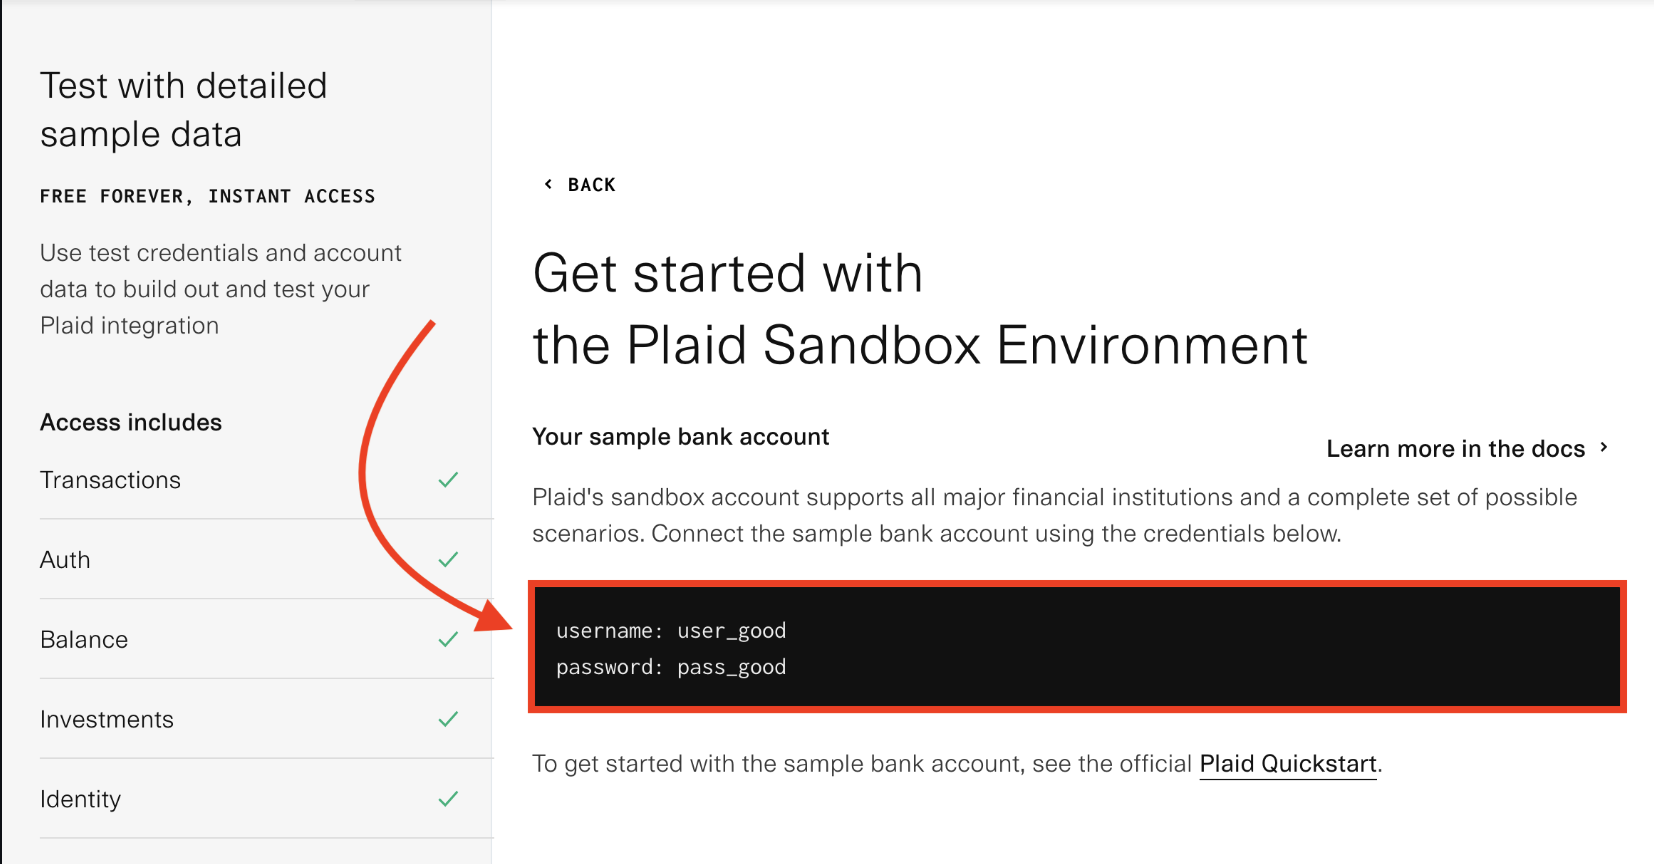 Test with detailed
sample data
FREE FOREVER, INSTANT ACCESS
Use test credentials and account
data to build out and test your
Plaid integration
Access includes
Transactions
Auth
Balance
Investments
Identity
BACK
Get started with
the Plaid Sandbox Environment
Your sample bank account
Learn more in the docs
Plaid's sandbox account supports all major financial institutions and a complete set of possible
scenarios. Connect the sample bank account using the credentials below.
username: user_good
password: pass_good
To get started with the sample bank account, see the official Plaid Quickstart.